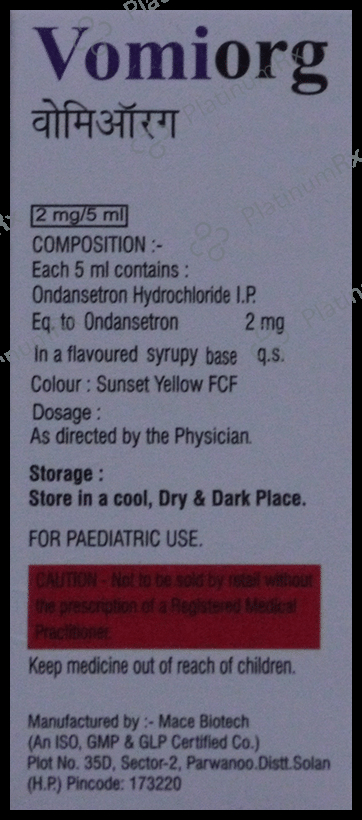 Vomiorg
वोमिऑरग
2 mg/5 ml
COMPOSITION :-
Each 5 ml contains :
Ondansetron Hydrochloride I.P.
Eq. to Ondansetron 2 mg
In a flavoured syrupy base q.s.
Colour : Sunset Yellow FCF
Dosage :
As directed by the Physician.
Storage :
Store in a cool, Dry & Dark Place.
FOR PAEDIATRIC USE.
CAUTION - Not to be sold by retail without
the prescription of a Registered Medical
Practitioner.
Keep medicine out of reach of children.
Manufactured by :- Mace Biotech
(An ISO, GMP & GLP Certified Co.)
Plot No. 35D, Sector-2, Parwanoo.Distt.Solan
(H.P.) Pincode: 173220
PlatinumRx